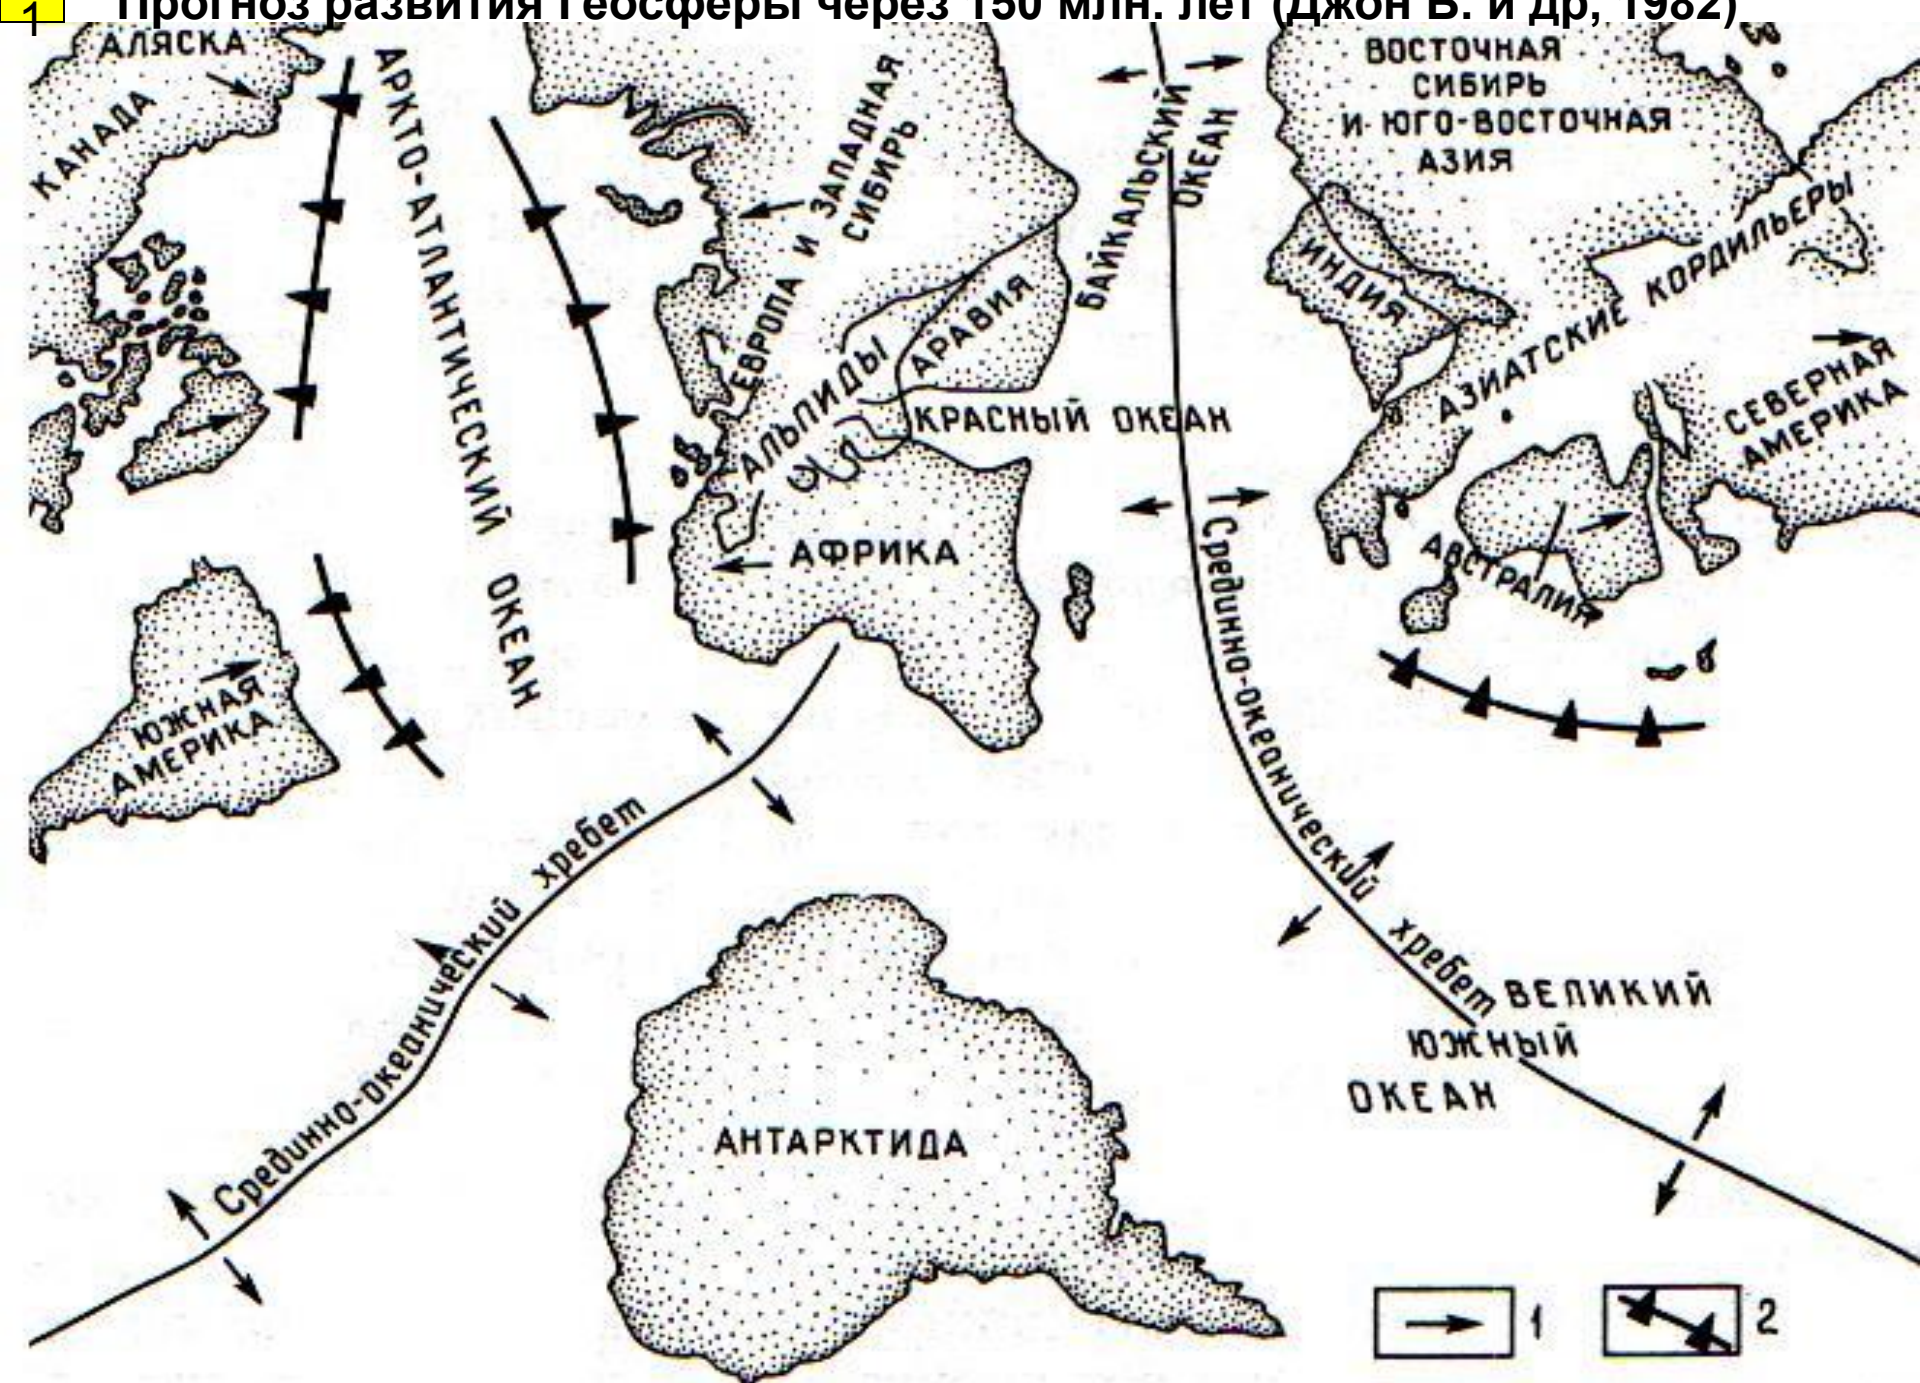 1
Прогноз развития геосферы через 150 млн. лет (Джон Б. и др, 1982)
АЛЯСКА
КАНАДА
АРКТО-АТЛАНТИЧЕСКИЙ ОКЕАН
ЕВРОПА И ЗАПАДНАЯ
СИБИРЬ
БАЙКАЛЬСКИЙ
ОКЕАН
ВОСТОЧНАЯ
СИБИРЬ
И ЮГО-ВОСТОЧНАЯ
АЗИЯ
ИНДИЯ
АЗИАТСКИЕ КОРДИЛЬЕРЫ
СЕВЕРНАЯ
АМЕРИКА
АРАВИЯ
АЛЬПИДЫ
КРАСНЫЙ ОКЕАН
АФРИКА
АВСТРАЛИЯ
ЮЖНАЯ
АМЕРИКА
Срединно-океанический хребет
Срединно-океанический хребет
ВЕЛИКИЙ
ЮЖНЫЙ
ОКЕАН
АНТАРКТИДА
1
2